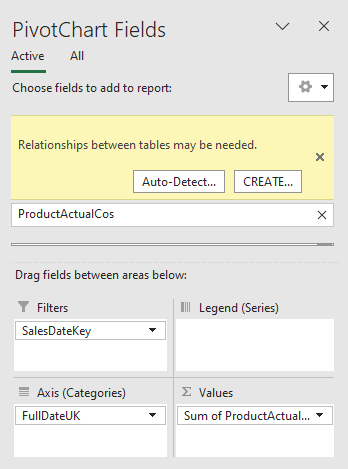 PivotChart Fields
Active All
Choose fields to add to report:
Relationships between tables may be needed.
Auto-Detect... CREATE...
ProductActualCos
Drag fields between areas below:
Filters
Legend (Series)
SalesDateKey
Axis (Categories)
Values
FullDateUK
Sum of ProductActual...